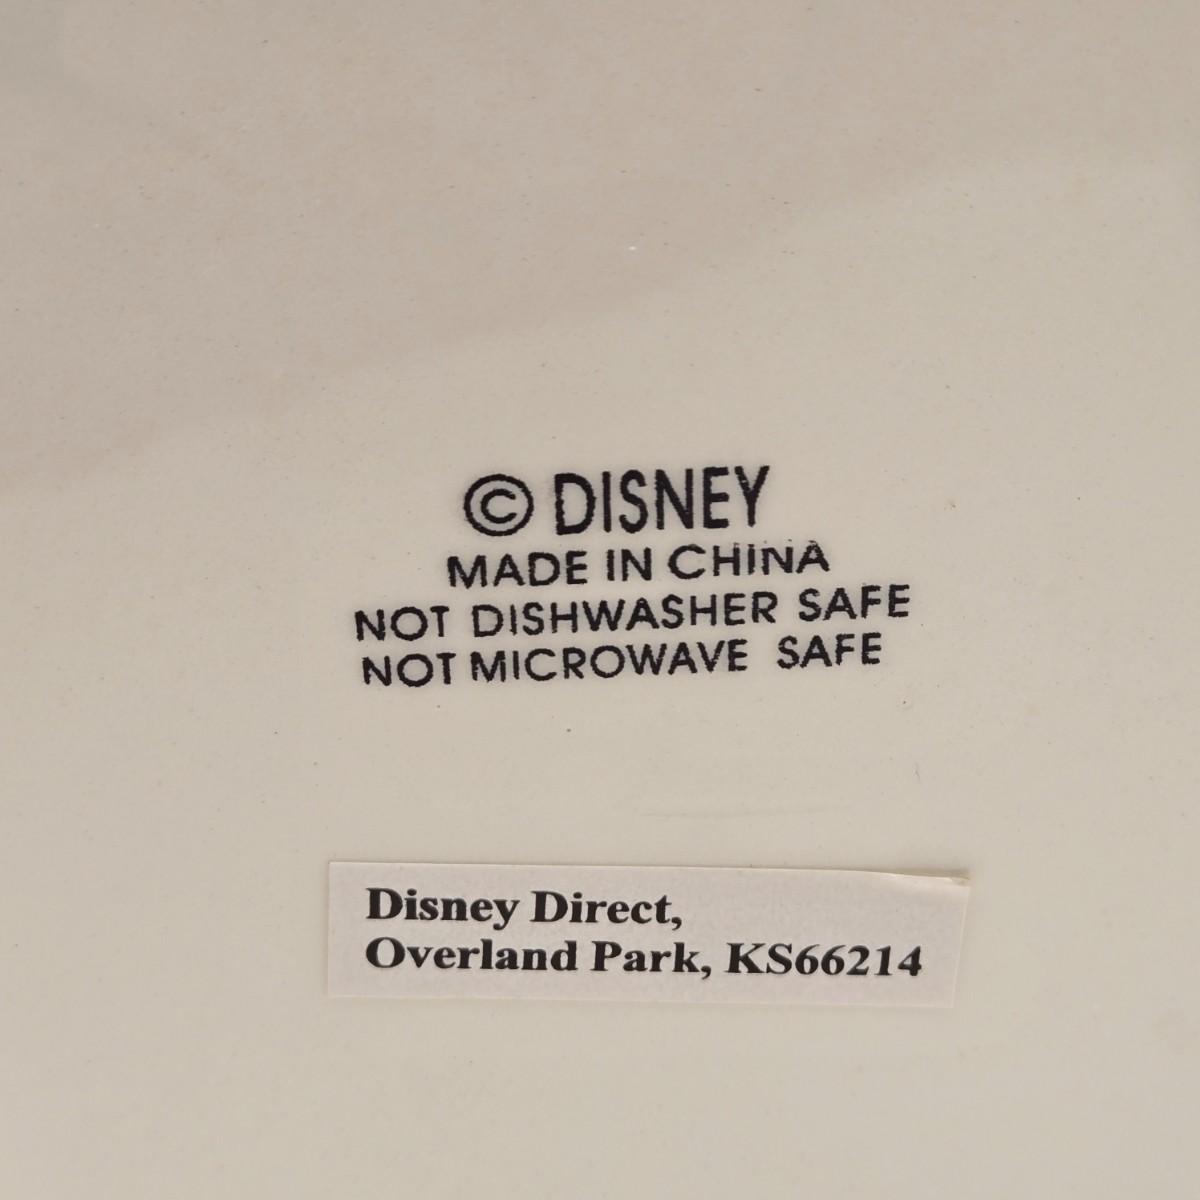 © DISNEY
MADE IN CHINA
NOT DISHWASHER SAFE
NOT MICROWAVE SAFE
Disney Direct,
Overland Park, KS66214